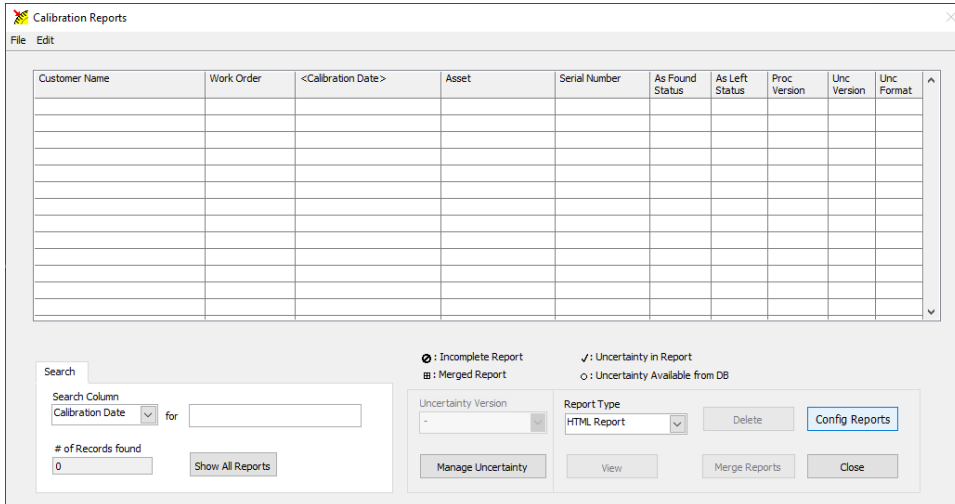 Calibration Reports
File Edit
Customer Name Work Order <Calibration Date> Asset Serial Number As Found As Left Proc Unc Unc
Status Status Version Version Format
: Incomplete Report ✓: Uncertainty in Report
: Merged Report ○: Uncertainty Available from DB
Search
Search Column Uncertainty Version Report Type
Calibration Date for - HTML Report Delete Config Reports
# of Records found
0 Show All Reports Manage Uncertainty View Merge Reports Close